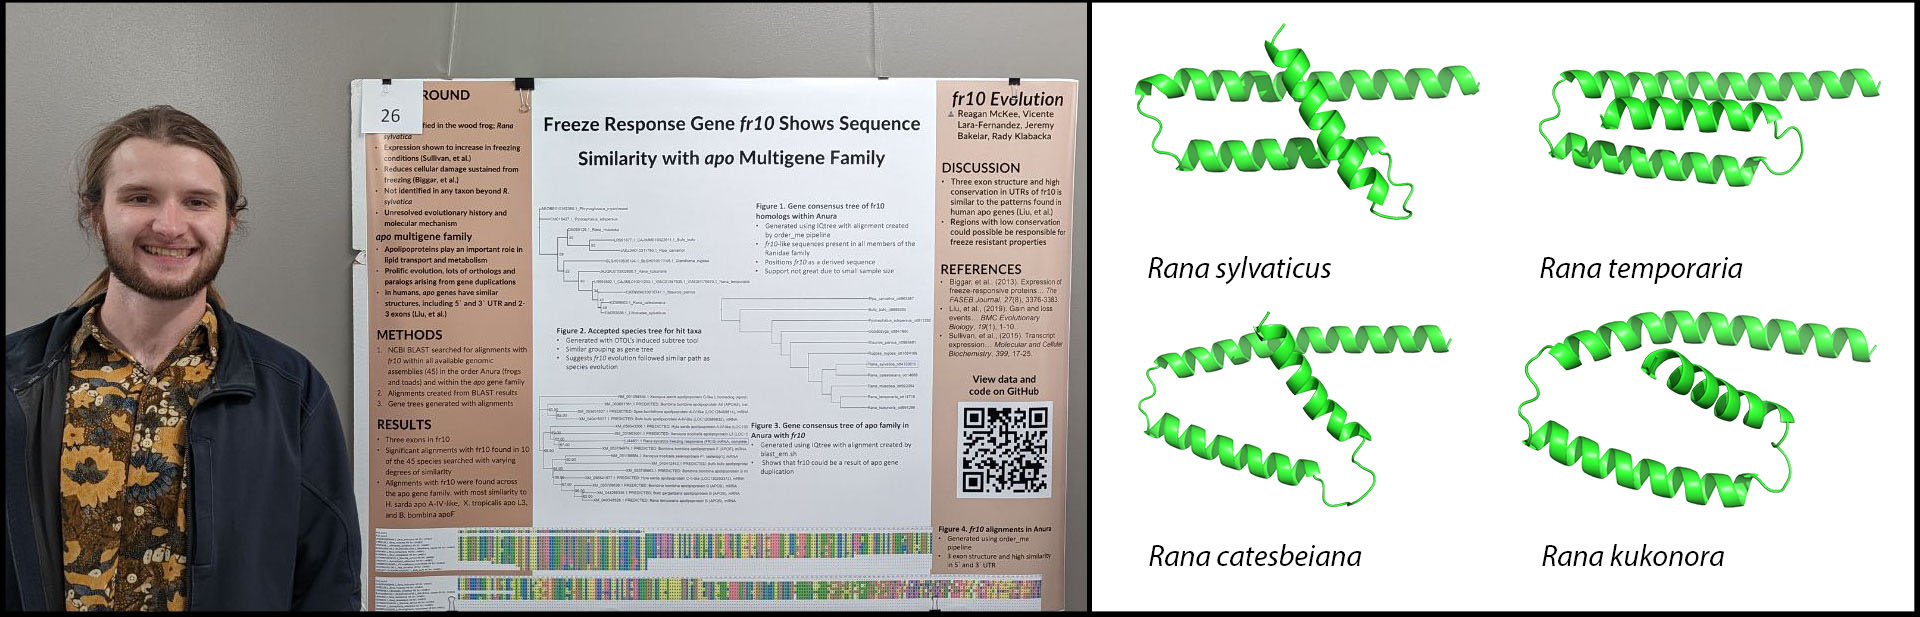 26
ROUND
ified in the wood frog; Rana
sylvatica
Expression shown to increase in freezing
conditions (Sullivan, et al.)
Reduces cellular damage sustained from
freezing (Biggar, et al.)
Not identified in any taxon beyond R.
sylvatica
Unresolved evolutionary history and
molecular mechanism
apo multigene family
Apolipoproteins play an important role in
lipid transport and metabolism
Prolific evolution, lots of orthologs and
paralogs arising from gene duplications
In humans, apo genes have similar
structures, including 5` and 3` UTR and 2-
3 exons (Liu, et al.)
METHODS
1. NCBI BLAST searched for alignments with
fr10 within all available genomic
assemblies (45) in the order Anura (frogs
and toads) and within the apo gene family
2. Alignments created from BLAST results
3. Gene trees generated with alignments
RESULTS
Three exons in fr10
Significant alignments with fr10 found in 10
of the 45 species searched with varying
degrees of similarity
Alignments with fr10 were found across
the apo gene family, with most similarity to
H. sarda apo A-IV-like, X. tropicalis apo L3,
and B. bombina apoF
Freeze Response Gene fr10 Shows Sequence
Similarity with apo Multigene Family
Figure 1. Gene consensus tree of fr10
homologs within Anura
Generated using IQtree with alignment created
by order_me pipeline
fr10-like sequences present in all members of the
Ranidae family
Positions fr10 as a derived sequence
Support not great due to small sample size
Figure 2. Accepted species tree for hit taxa
Generated with OTOL's induced subtree tool
Similar grouping as gene tree
Suggests fr10 evolution followed similar path as
species evolution
Figure 3. Gene consensus tree of apo family in
Anura with fr10
Generated using IQtree with alignment created by
blast_em.sh
Shows that fr10 could be a result of apo gene
duplication
fr10 Evolution
Reagan McKee, Vicente
Lara-Fernandez, Jeremy
Bakelar, Rady Klabacka
DISCUSSION
Three exon structure and high
conservation in UTRs of fr10 is
similar to the patterns found in
human apo genes (Liu, et al.)
Regions with low conservation
could possibly be responsible for
freeze resistant properties
REFERENCES
Biggar, et al., (2013). Expression of
freeze-responsive proteins... The
FASEB Journal, 27(8), 3376-3383.
Liu, et al., (2019). Gain and loss
events... BMC Evolutionary
Biology, 19(1), 1-10.
Sullivan, et al., (2015). Transcript
expression... Molecular and Cellular
Biochemistry, 399, 17-25.
View data and
code on GitHub
Figure 4. fr10 alignments in Anura
Generated using order_me
pipeline
3 exon structure and high similarity
in 5` and 3` UTR
Rana sylvaticus
Rana temporaria
Rana catesbeiana
Rana kukonora